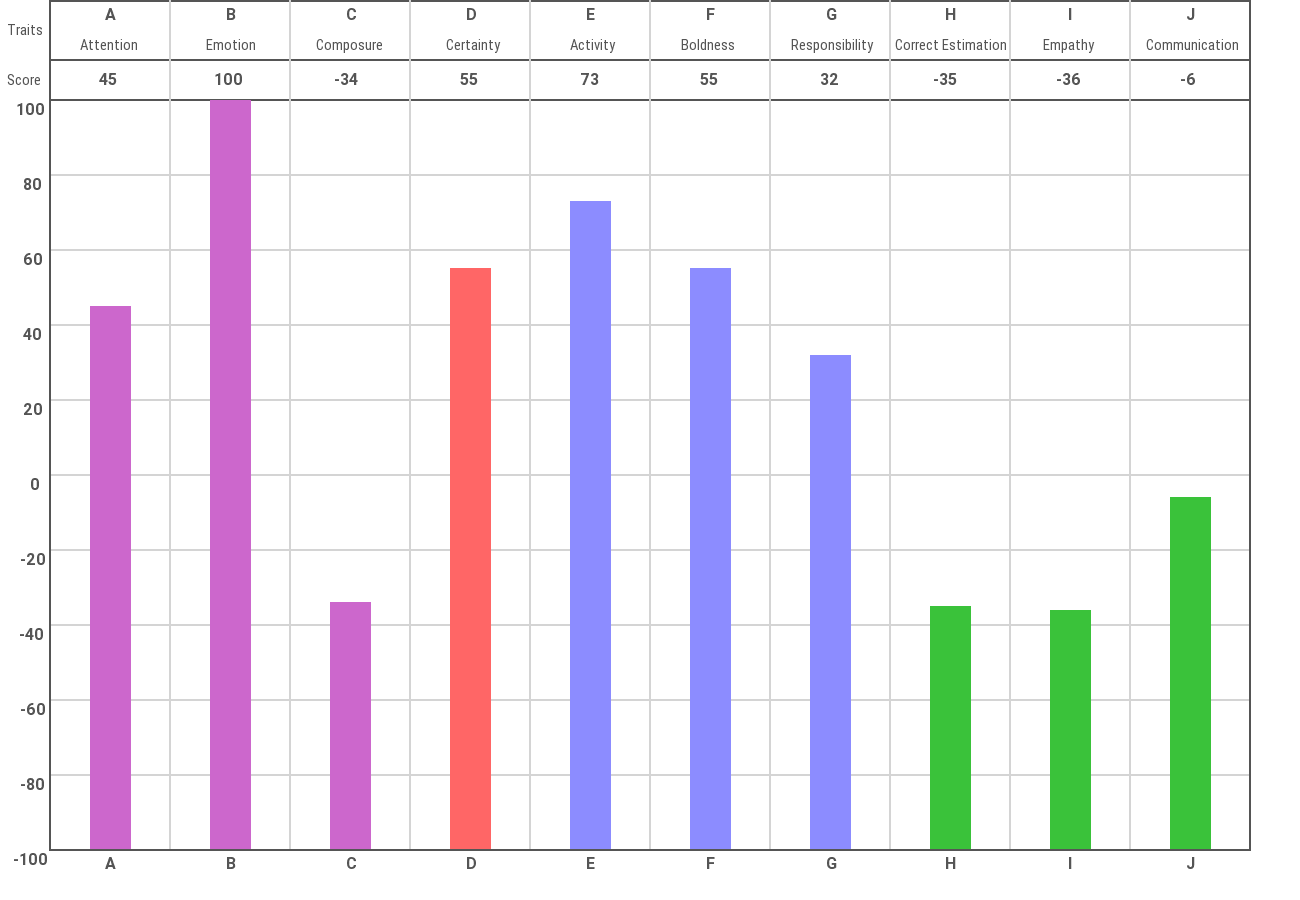 Traits A B C D E F G H I J
Attention Emotion Composure Certainty Activity Boldness Responsibility Correct Estimation Empathy Communication
Score 45 100 -34 55 73 55 32 -35 -36 -6
100
80
60
40
20
0
-20
-40
-60
-80
-100
A B C D E F G H I J